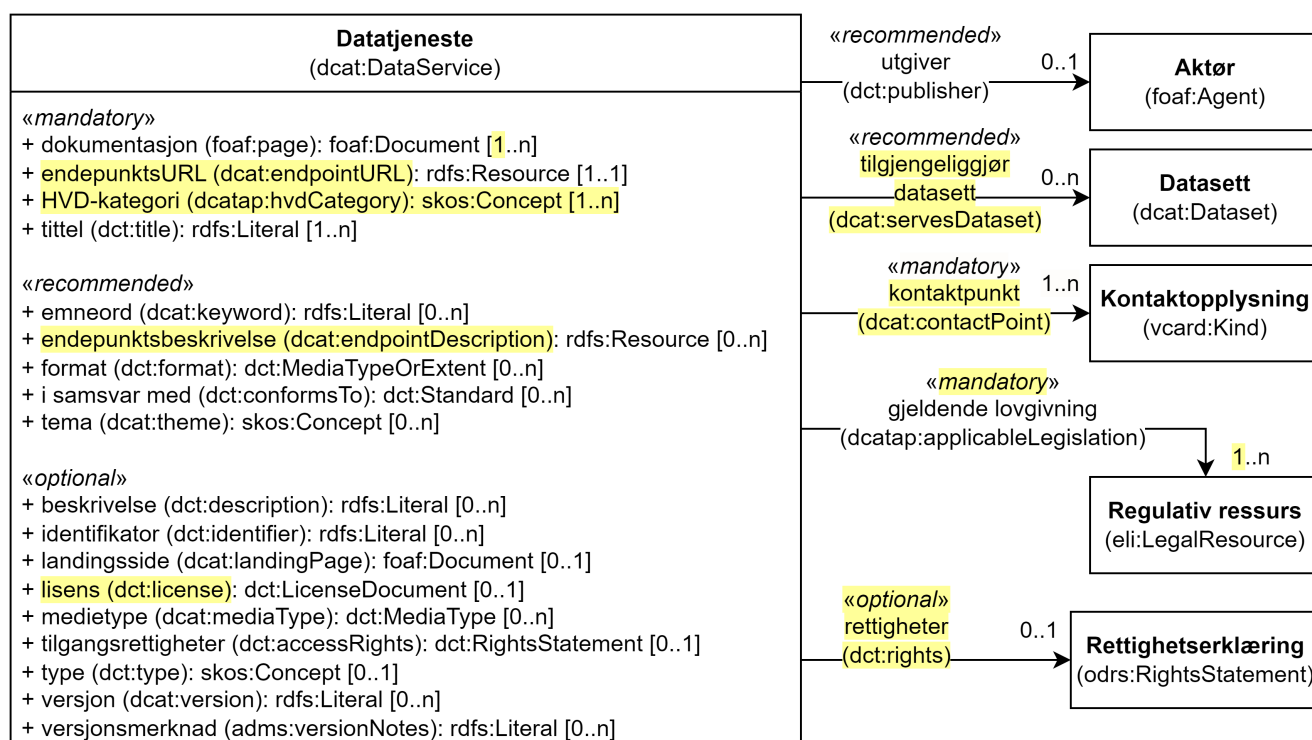 Datatjeneste
(dcat:DataService)
«mandatory»
+ dokumentasjon (foaf:page): foaf:Document [1..n]
+ endepunktsURL (dcat:endpointURL): rdfs:Resource [1..1]
+ HVD-kategori (dcatap:hvdCategory): skos:Concept [1..n]
+ tittel (dct:title): rdfs:Literal [1..n]
«recommended»
+ emneord (dcat:keyword): rdfs:Literal [0..n]
+ endepunktsbeskrivelse (dcat:endpointDescription): rdfs:Resource [0..n]
+ format (dct:format): dct:MediaTypeOrExtent [0..n]
+ i samsvar med (dct:conformsTo): dct:Standard [0..n]
+ tema (dcat:theme): skos:Concept [0..n]
«optional»
+ beskrivelse (dct:description): rdfs:Literal [0..n]
+ identifikator (dct:identifier): rdfs:Literal [0..n]
+ landingsside (dcat:landingPage): foaf:Document [0..1]
+ lisens (dct:license): dct:LicenseDocument [0..1]
+ medietype (dcat:mediaType): dct:MediaType [0..n]
+ tilgangsrettigheter (dct:accessRights): dct:RightsStatement [0..1]
+ type (dct:type): skos:Concept [0..1]
+ versjon (dcat:version): rdfs:Literal [0..n]
+ versjonsmerknad (adms:versionNotes): rdfs:Literal [0..n]
«recommended»
utgiver
(dct:publisher)
0..1
Aktør
(foaf:Agent)
«recommended»
tilgjengeliggjør
datasett
(dcat:servesDataset)
0..n
Datasett
(dcat:Dataset)
«mandatory»
kontaktpunkt
(dcat:contactPoint)
1..n
Kontaktopplysning
(vcard:Kind)
«mandatory»
gjeldende lovgivning
(dcatap:applicableLegislation)
1..n
Regulativ ressurs
(eli:LegalResource)
«optional»
rettigheter
(dct:rights)
0..1
Rettighetserklæring
(odrs:RightsStatement)